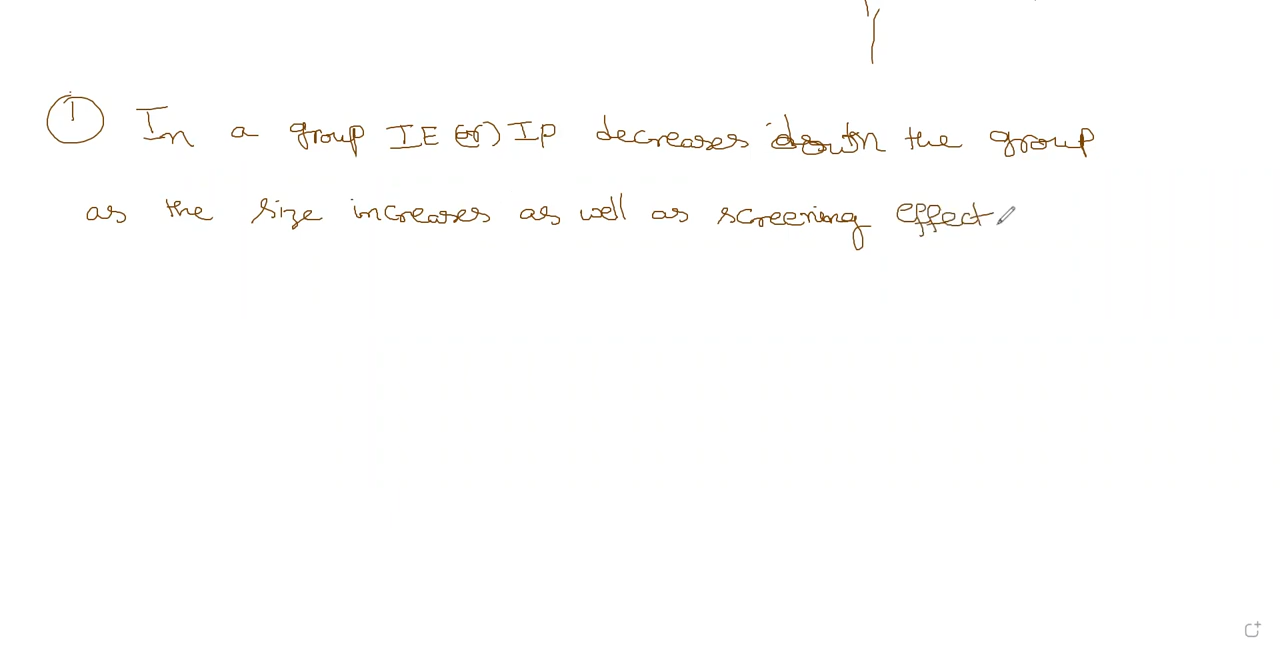 ① In a group IE (or) IP decreases down the group
as the size increases as well as screening effect